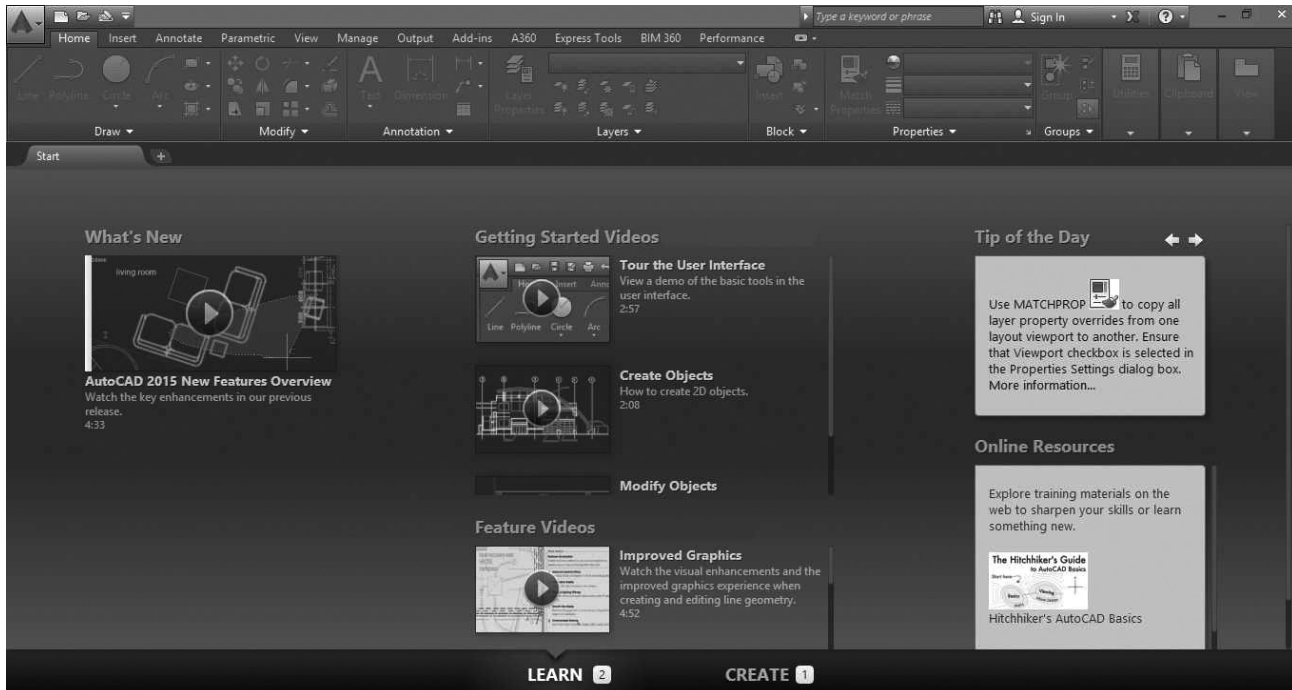 Type a keyword or phrase
Sign In
Home Insert Annotate Parametric View Manage Output Add-ins A360 Express Tools BIM 360 Performance
Line Polyline Circle Arc Text Dimension Layer Properties Insert Match Properties Group Utilities Clipboard View
Draw Modify Annotation Layers Block Properties Groups
Start
What's New
living room
AutoCAD 2015 New Features Overview
Watch the key enhancements in our previous
release.
4:33
Getting Started Videos
Line Polyline Circle Arc
Tour the User Interface
View a demo of the basic tools in the
user interface.
2:57
Create Objects
How to create 2D objects.
2:08
Modify Objects
Feature Videos
Improved Graphics
Watch the visual enhancements and the
improved graphics experience when
creating and editing line geometry.
4:52
Tip of the Day
Use MATCHPROP to copy all
layer property overrides from one
layout viewport to another. Ensure
that Viewport checkbox is selected in
the Properties Settings dialog box.
More information...
Online Resources
Explore training materials on the
web to sharpen your skills or learn
something new.
The Hitchhiker's Guide
to AutoCAD Basics
Start here
Basics
Viewing
Hitchhiker's AutoCAD Basics
LEARN 2 CREATE 1